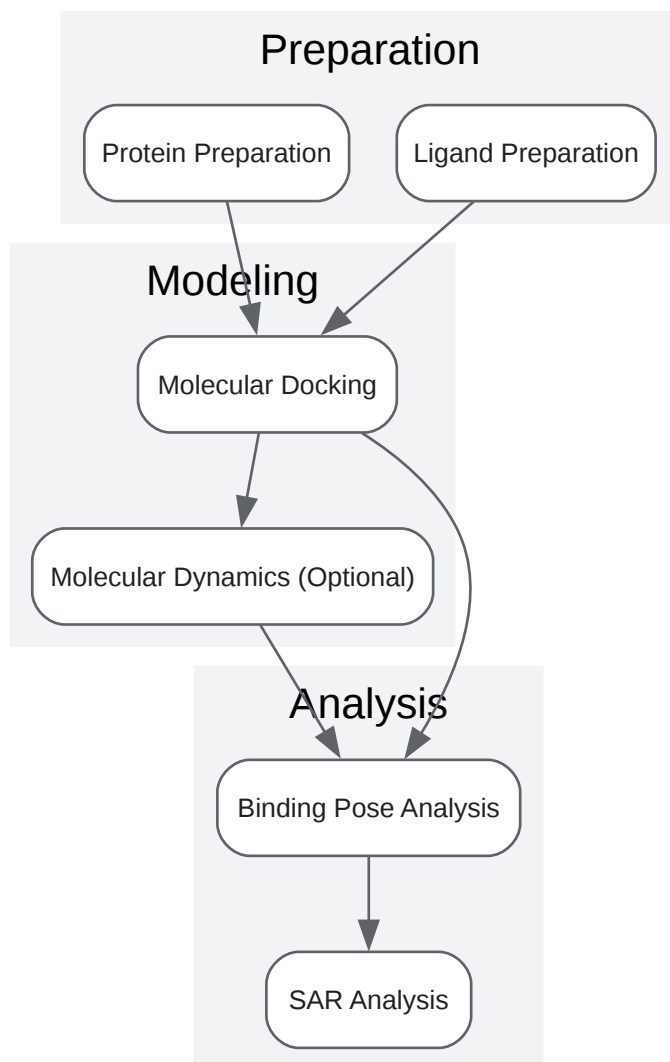 Preparation
Protein Preparation
Ligand Preparation
Modeling
Molecular Docking
Molecular Dynamics (Optional)
Analysis
Binding Pose Analysis
SAR Analysis